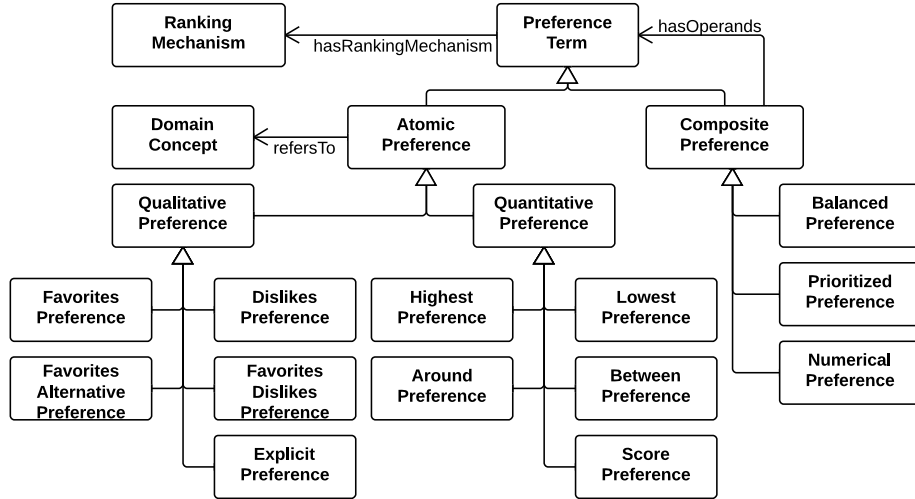 Ranking
Mechanism
hasRankingMechanism
Preference
Term
hasOperands
Domain
Concept
refersTo
Atomic
Preference
Composite
Preference
Qualitative
Preference
Quantitative
Preference
Balanced
Preference
Favorites
Preference
Dislikes
Preference
Highest
Preference
Lowest
Preference
Prioritized
Preference
Favorites
Alternative
Preference
Favorites
Dislikes
Preference
Around
Preference
Between
Preference
Numerical
Preference
Explicit
Preference
Score
Preference